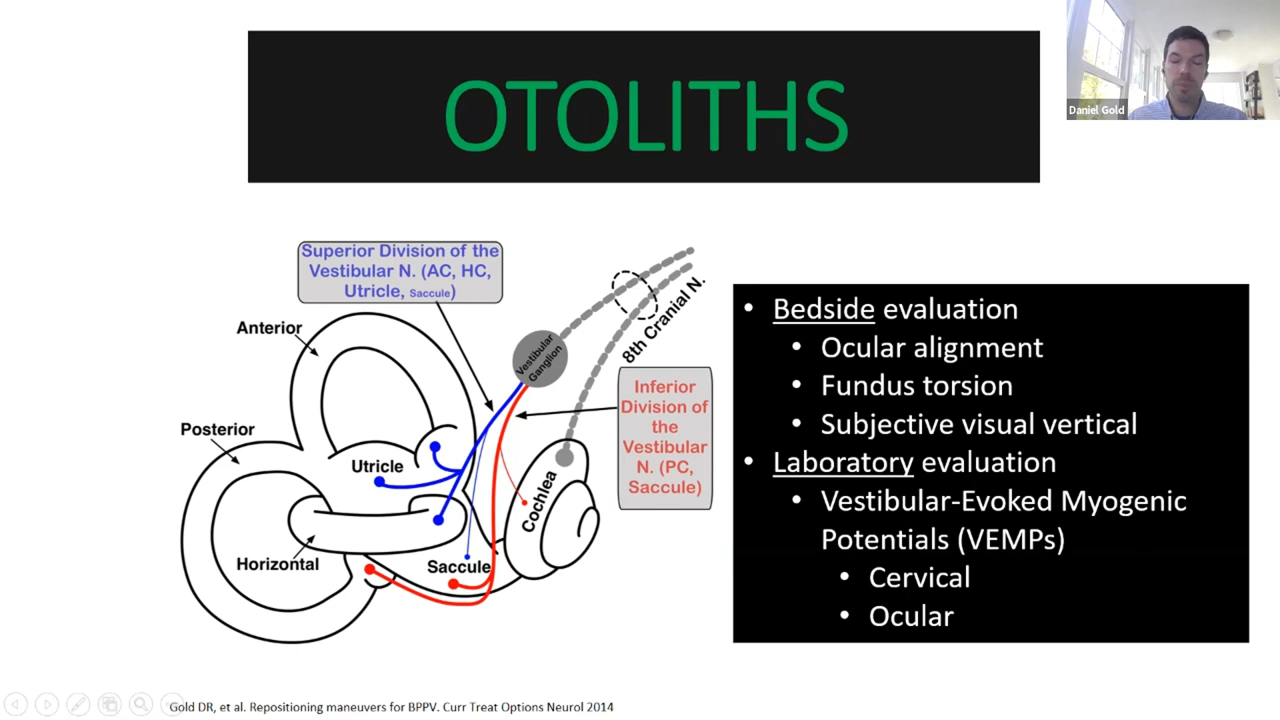 OTOLITHS
Daniel Gold
Superior Division of the
Vestibular N. (AC, HC,
Utricle, Saccule)
Anterior
Posterior
Utricle
Horizontal
Saccule
Cochlea
Vestibular
Ganglion
8th Cranial N.
Inferior
Division of
the
Vestibular
N. (PC,
Saccule)
• Bedside evaluation
• Ocular alignment
• Fundus torsion
• Subjective visual vertical
• Laboratory evaluation
• Vestibular-Evoked Myogenic
Potentials (VEMPs)
• Cervical
• Ocular
Gold DR, et al. Repositioning maneuvers for BPPV. Curr Treat Options Neurol 2014